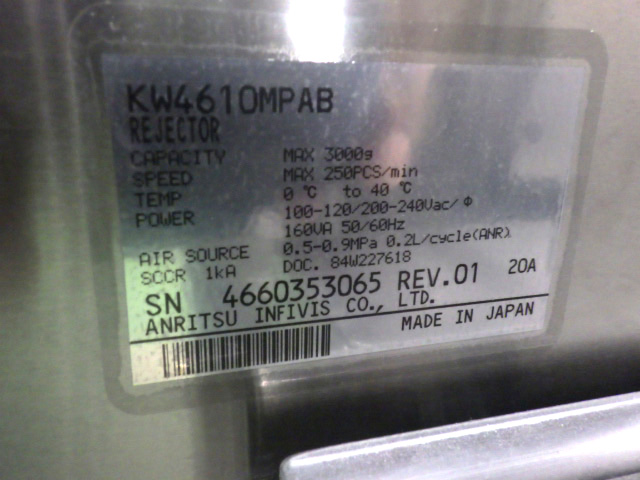 KW4610MPAB
REJECTOR
CAPACITY MAX 3000g
SPEED MAX 250PCS/min
TEMP 0 ℃ to 40 ℃
POWER 100-120/200-240Vac/Φ
160VA 50/60Hz
AIR SOURCE 0.5-0.9MPa 0.2L/cycle(ANR)
SCCR 1kA DOC. 84W227618
SN 4660353065 REV.01 20A
ANRITSU INFIVIS CO., LTD.
MADE IN JAPAN